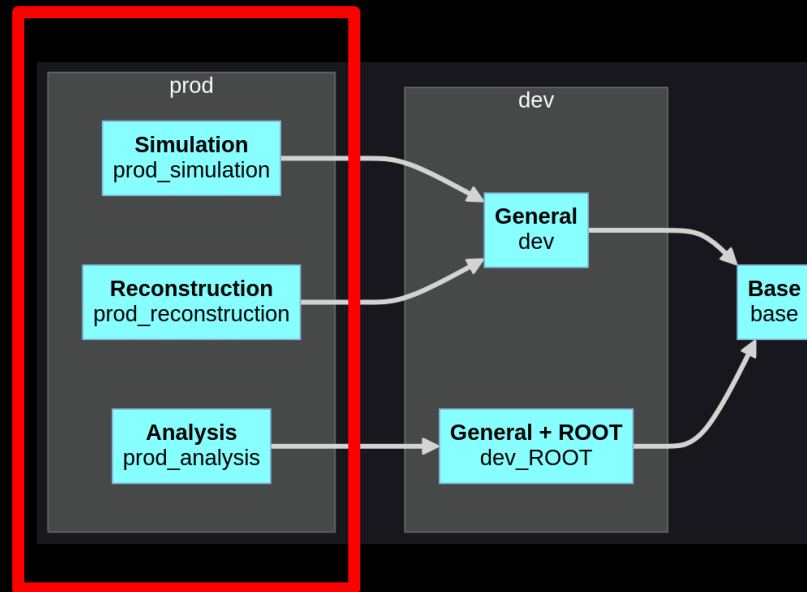 prod
Simulation
prod_simulation
Reconstruction
prod_reconstruction
Analysis
prod_analysis
dev
General
dev
General + ROOT
dev_ROOT
Base
base